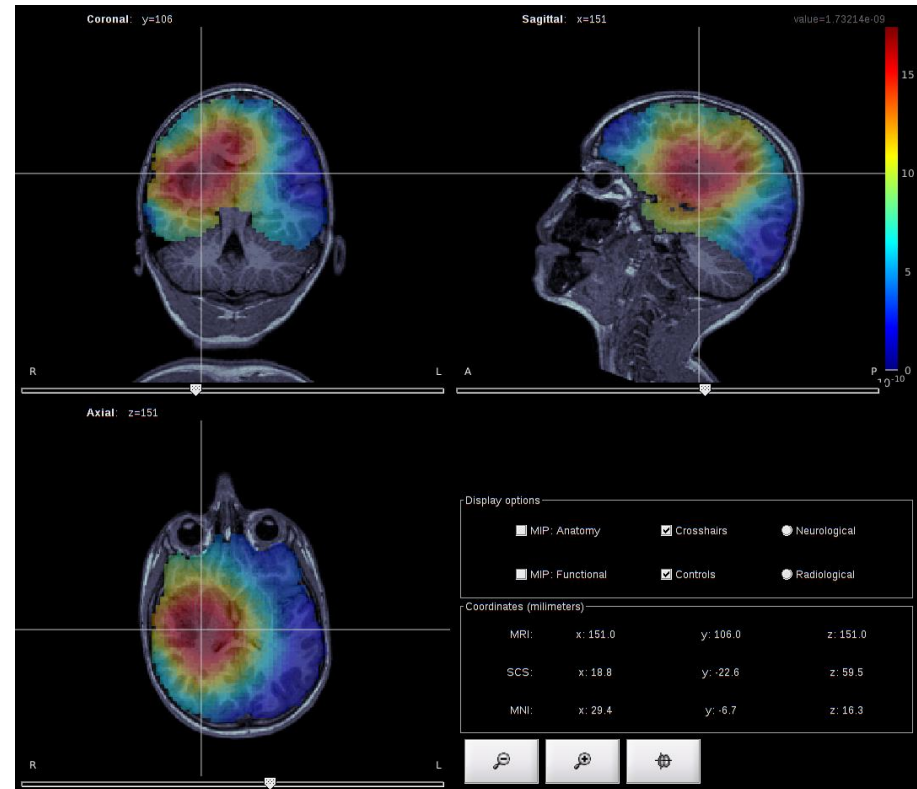 Coronal: y=106
Sagittal: x=151
value=1.73214e-09
15
10
5
0
10^-10
R
L
A
P
Axial: z=151
R
L
Display options
MIP: Anatomy
Crosshairs
Neurological
MIP: Functional
Controls
Radiological
Coordinates (milimeters)
MRI: x: 151.0 y: 106.0 z: 151.0
SCS: x: 18.8 y: -22.6 z: 59.5
MNI: x: 29.4 y: -6.7 z: 16.3